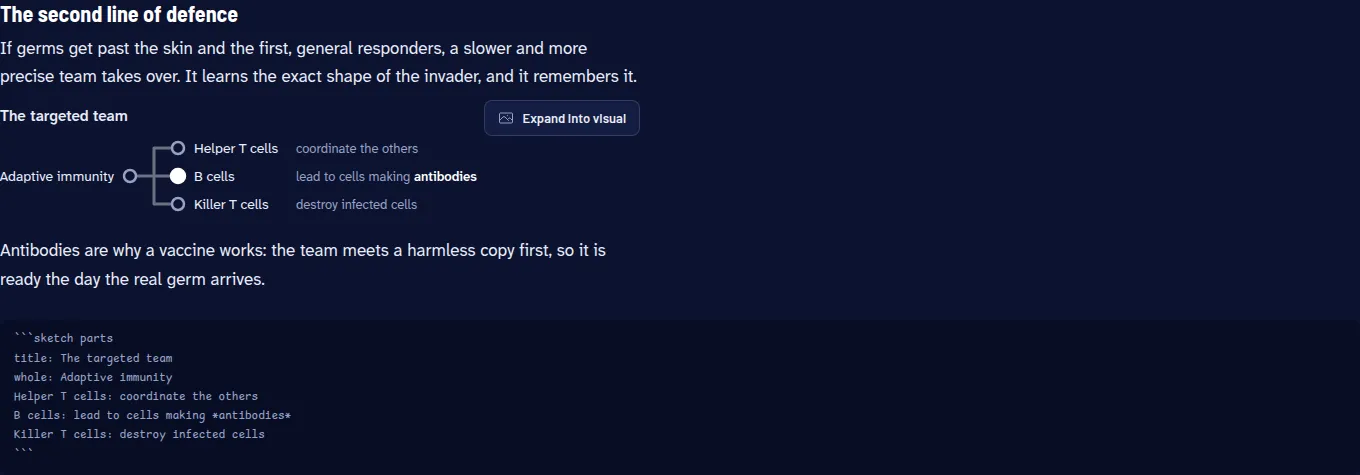 The second line of defence
If germs get past the skin and the first, general responders, a slower and more
precise team takes over. It learns the exact shape of the invader, and it remembers it.
The targeted team
Expand into visual
Helper T cells coordinate the others
Adaptive immunity B cells lead to cells making antibodies
Killer T cells destroy infected cells
Antibodies are why a vaccine works: the team meets a harmless copy first, so it is
ready the day the real germ arrives.
```sketch parts
title: The targeted team
whole: Adaptive immunity
Helper T cells: coordinate the others
B cells: lead to cells making *antibodies*
Killer T cells: destroy infected cells
```